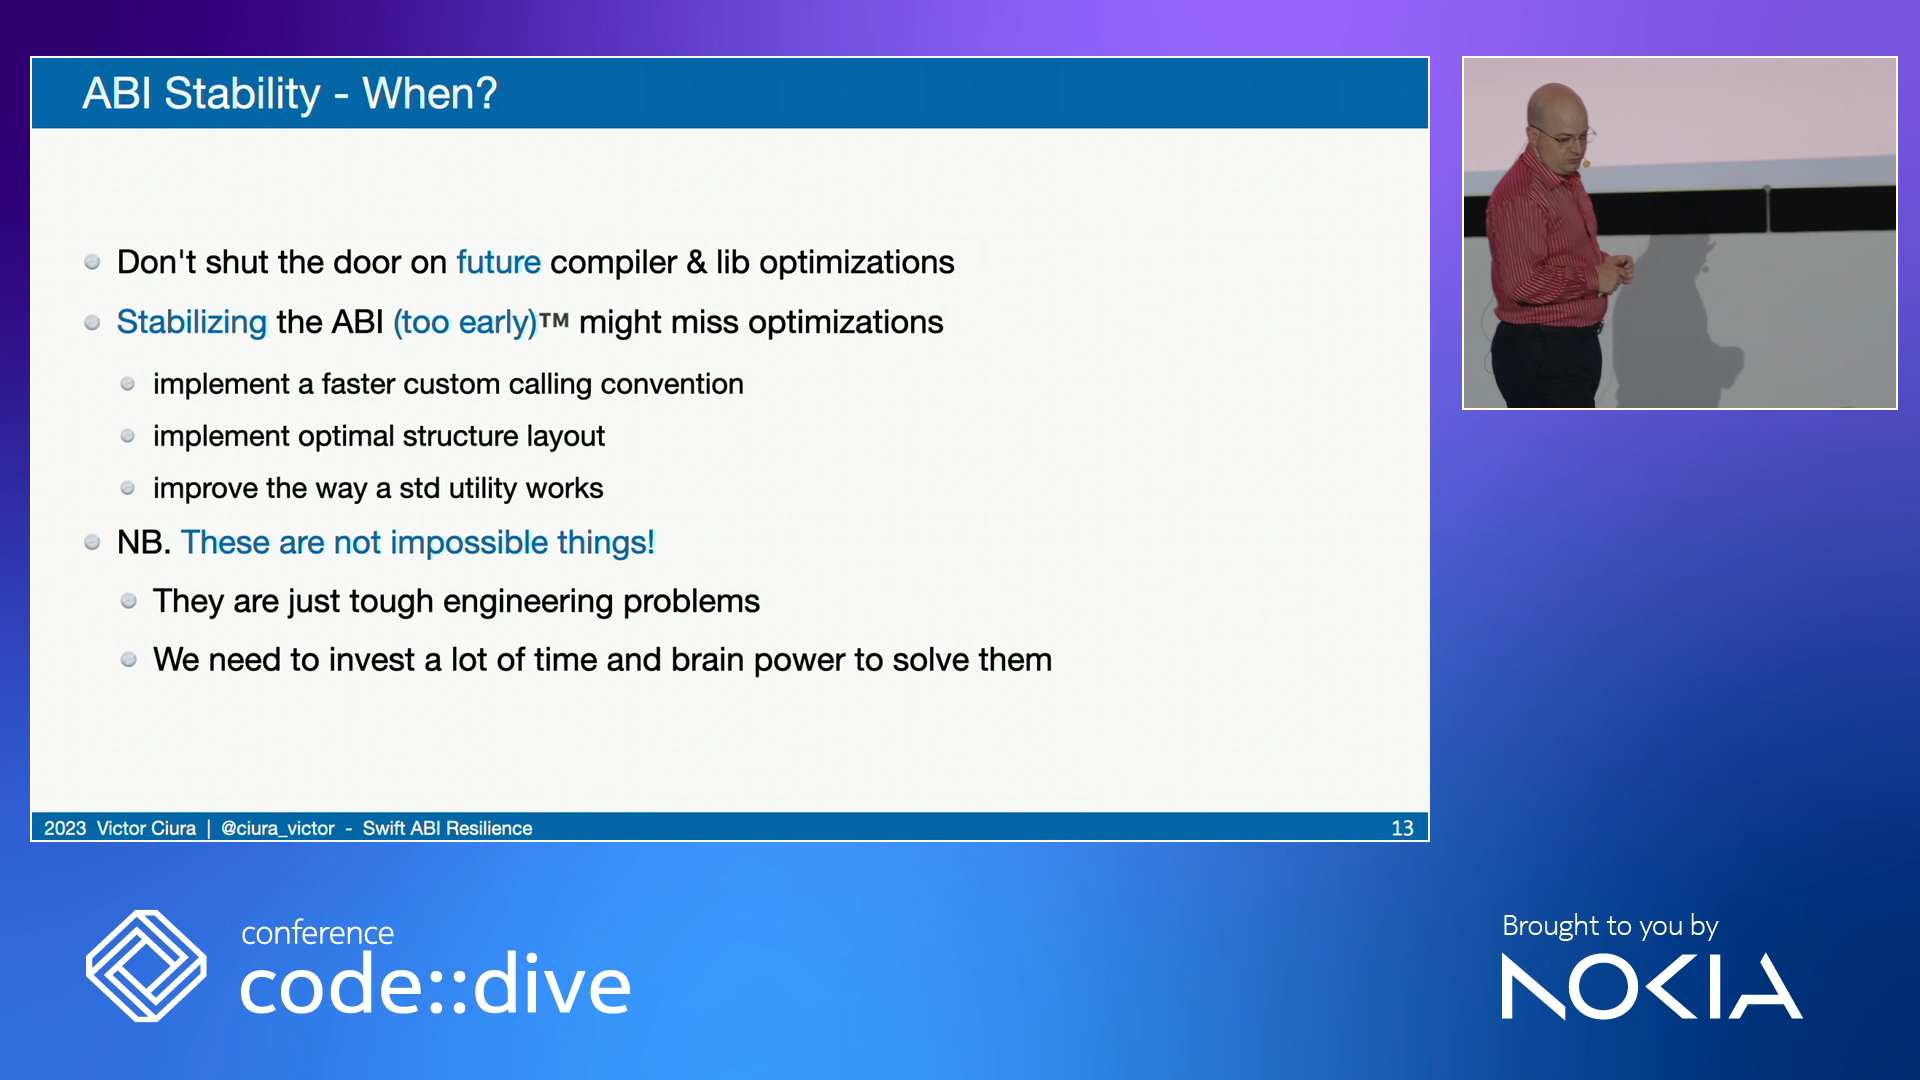 ABI Stability - When?
Don't shut the door on future compiler & lib optimizations
Stabilizing the ABI (too early)™ might miss optimizations
implement a faster custom calling convention
implement optimal structure layout
improve the way a std utility works
NB. These are not impossible things!
They are just tough engineering problems
We need to invest a lot of time and brain power to solve them
2023 Victor Ciura | @ciura_victor - Swift ABI Resilience 13
conference
code::dive
Brought to you by
NOKIA